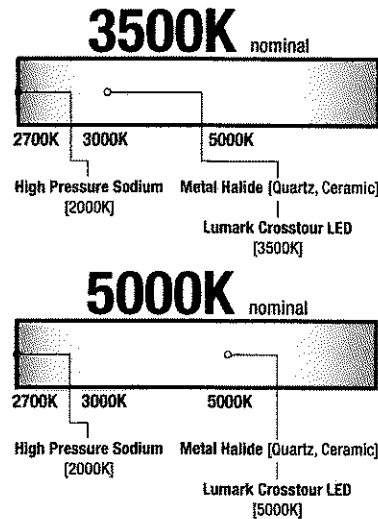 3500K nominal
2700K 3000K 5000K
High Pressure Sodium Metal Halide [Quartz, Ceramic]
[2000K]
Lumark Crosstour LED
[3500K]
5000K nominal
2700K 3000K 5000K
High Pressure Sodium Metal Halide [Quartz, Ceramic]
[2000K]
Lumark Crosstour LED
[5000K]